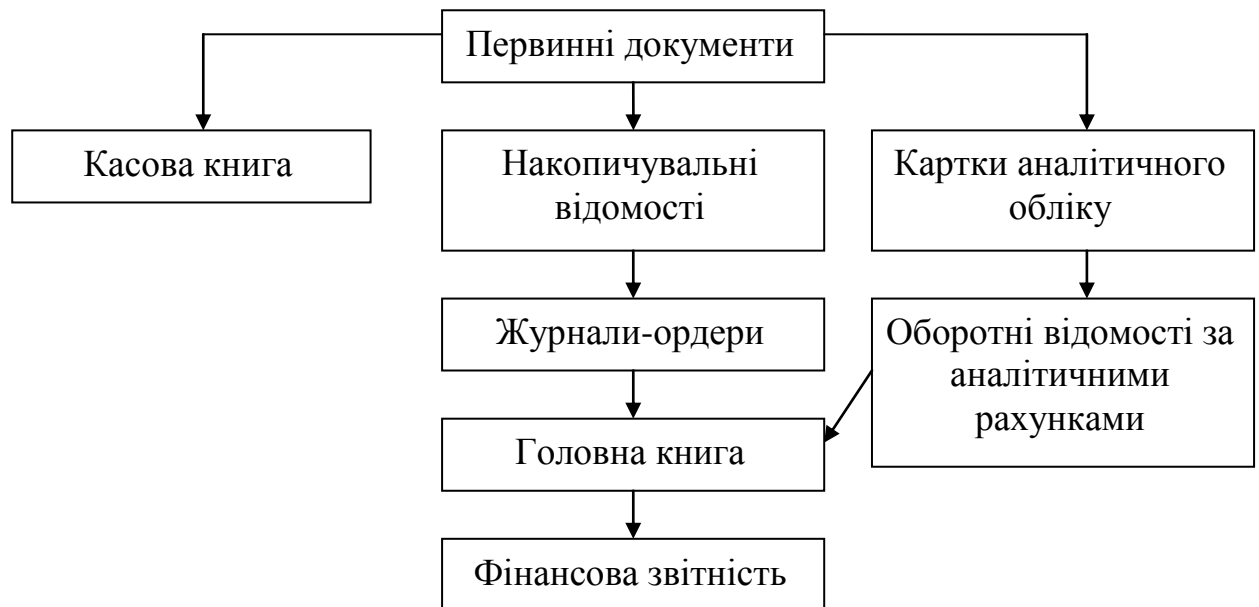 Первинні документи
Касова книга
Накопичувальні
відомості
Картки аналітичного
обліку
Журнали-ордери
Оборотні відомості за
аналітичними
рахунками
Головна книга
Фінансова звітність